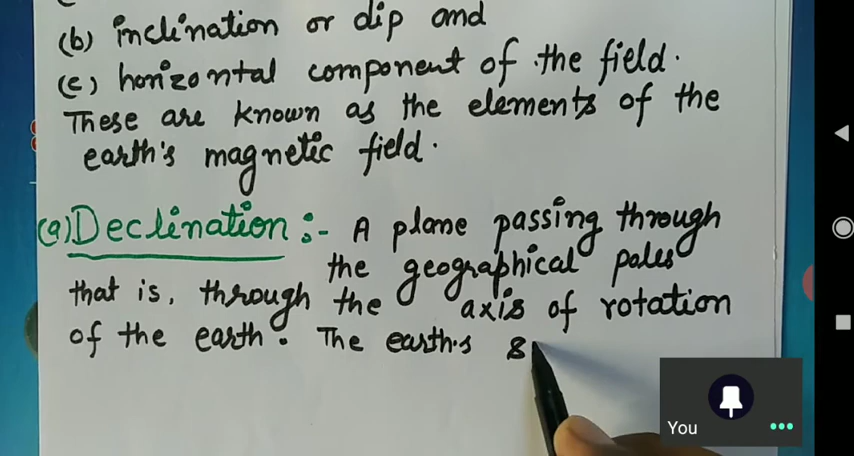 (b) inclination or dip and
(c) horizontal component of the field.
These are known as the elements of the
earth's magnetic field.
(a) Declination :- A plane passing through
the geographical poles
that is, through the axis of rotation
of the earth. The earth's s
You